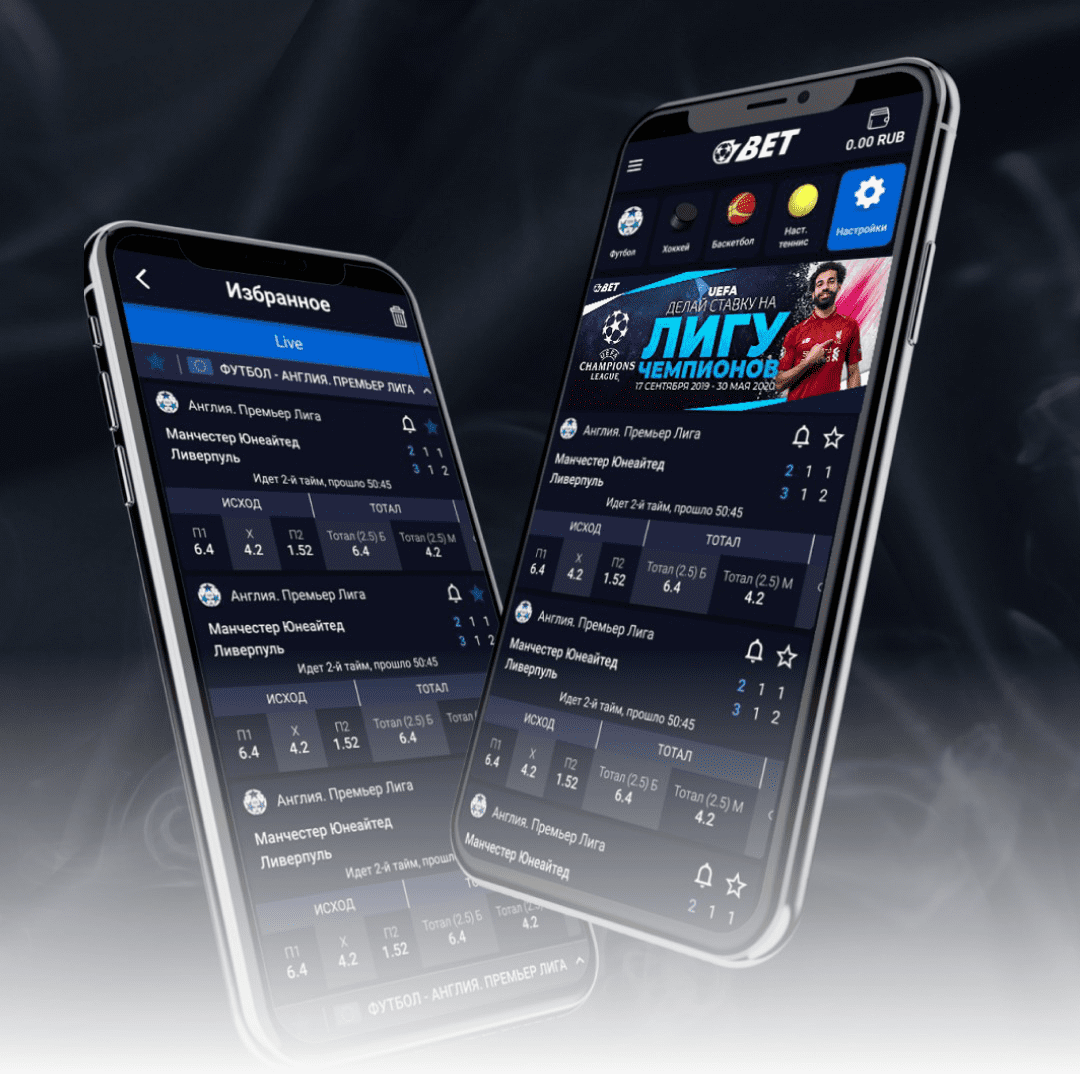 Избранное
Live
ФУТБОЛ - АНГЛИЯ. ПРЕМЬЕР ЛИГА
Англия. Премьер Лига
Манчестер Юнеайтед
2 1 1
Ливерпуль
3 1 2
Идет 2-й тайм, прошло 50:45
ИСХОД ТОТАЛ
П1 X П2 Тотал (2.5) Б Тотал (2.5) М
6.4 4.2 1.52 6.4 4.2
Англия. Премьер Лига
Манчестер Юнеайтед
2 1 1
Ливерпуль
3 1 2
Идет 2-й тайм, прошло 50:45
ИСХОД ТОТАЛ
П1 X П2 Тотал (2.5) Б Тотал
6.4 4.2 1.52 6.4
Англия. Премьер Лига
Манчестер Юнеайтед
Ливерпуль
Идет 2-й тайм, прошл
ИСХОД
П1 X П2 Тотал (2.5) Б Тотал (2.5)
6.4 4.2 1.52 6.4 4.2
ФУТБОЛ - АНГЛИЯ. ПРЕМЬЕР ЛИГА
BET
0.00 RUB
Футбол
Хоккей
Баскетбол
Наст. теннис
Настройки
BET
UEFA
ДЕЛАЙ СТАВКУ НА
ЛИГУ
ЧЕМПИОНОВ
17 СЕНТЯБРЯ 2019 - 30 МАЯ 2020
UEFA
CHAMPIONS
LEAGUE
Англия. Премьер Лига
Манчестер Юнеайтед
2 1 1
Ливерпуль
3 1 2
Идет 2-й тайм, прошло 50:45
ИСХОД ТОТАЛ
П1 X П2 Тотал (2.5) Б Тотал (2.5) М
6.4 4.2 1.52 6.4 4.2
Англия. Премьер Лига
Манчестер Юнеайтед
2 1 1
Ливерпуль
3 1 2
Идет 2-й тайм, прошло 50:45
ИСХОД ТОТАЛ
П1 X П2 Тотал (2.5) Б Тотал (2.5) М
6.4 4.2 1.52 6.4 4.2
Англия. Премьер Лига
Манчестер Юнеайтед
2 1 1